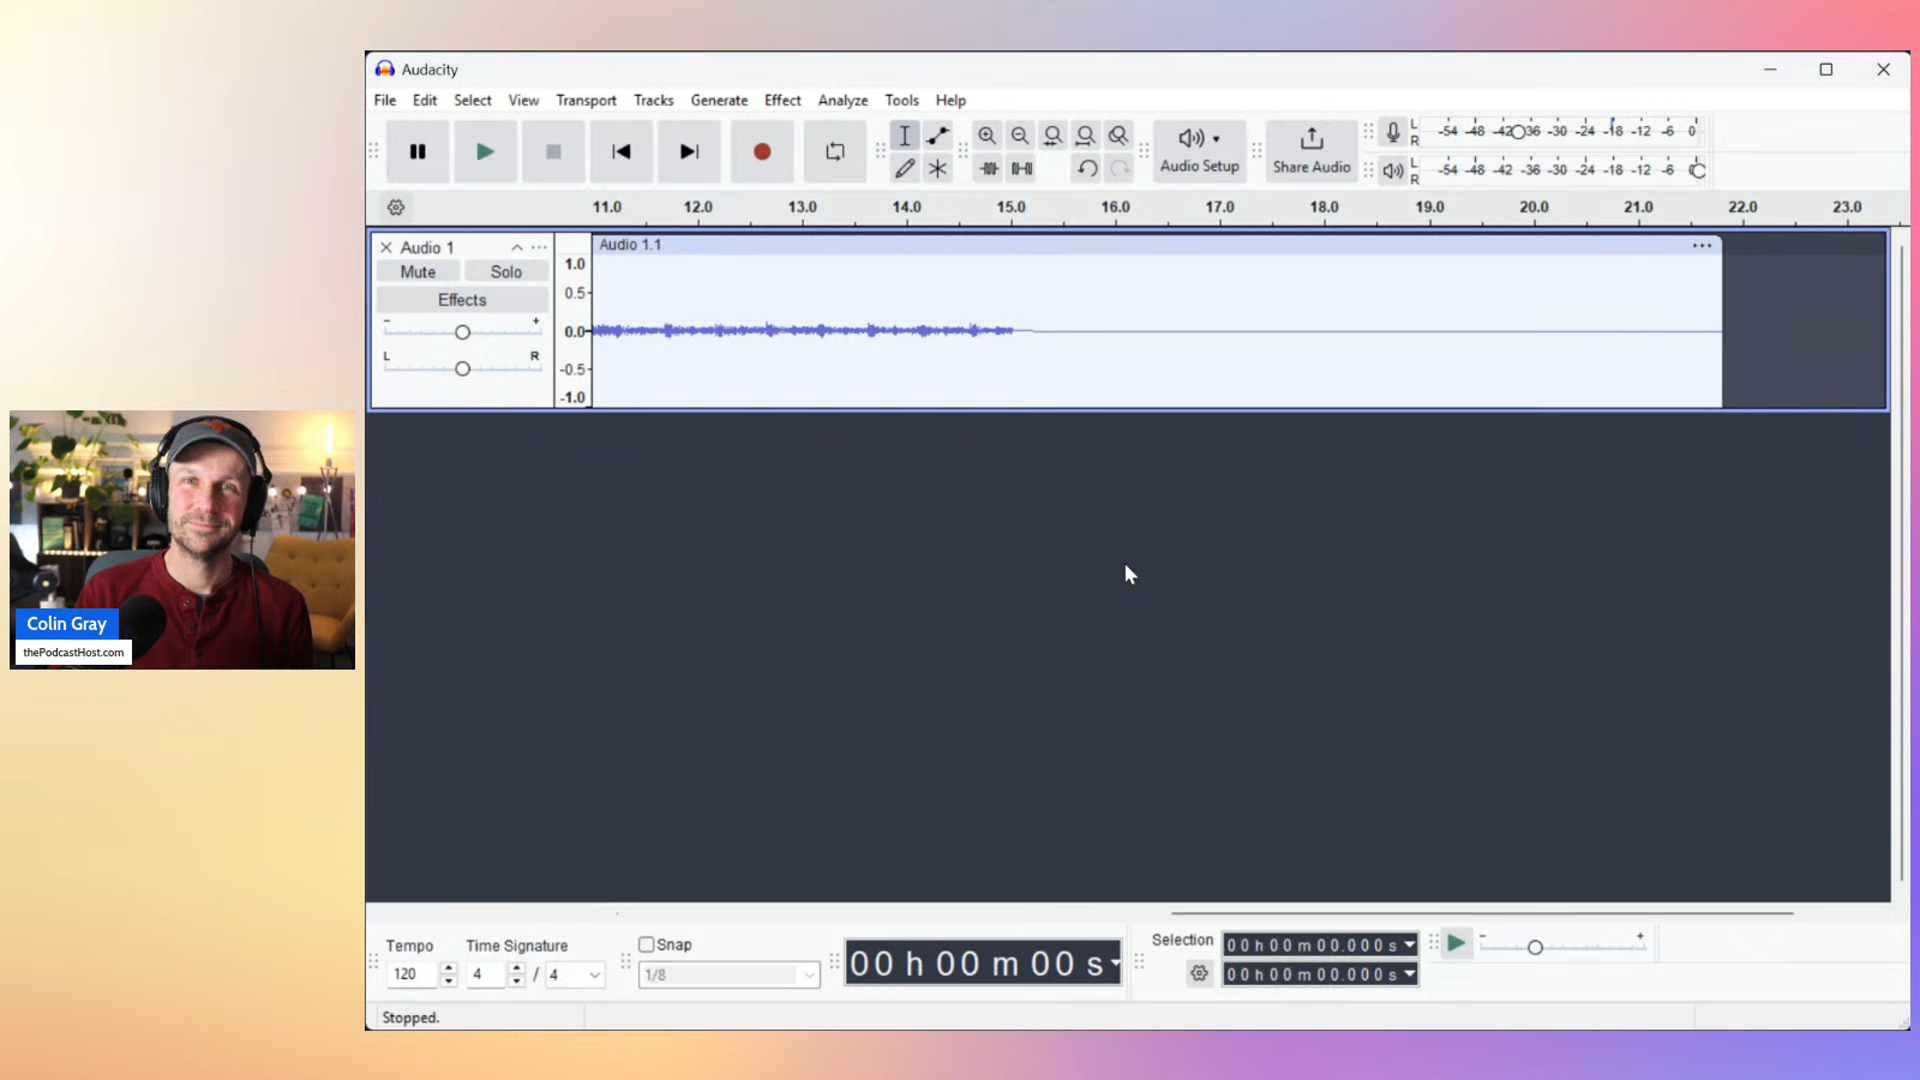 Audacity
File Edit Select View Transport Tracks Generate Effect Analyze Tools Help
Audio Setup
Share Audio
L
R
-54 -48 -42 36 -30 -24 -18 -12 -6 0
L
R
-54 -48 -42 -36 -30 -24 -18 -12 -6
11.0 12.0 13.0 14.0 15.0 16.0 17.0 18.0 19.0 20.0 21.0 22.0 23.0
Audio 1
Mute Solo
Effects
- +
L R
1.0
0.5
0.0
-0.5
-1.0
Audio 1.1
Colin Gray
thePodcastHost.com
Tempo
120
Time Signature
4 / 4
Snap
1/8
00 h 00 m 00 s
Selection
00 h 00 m 00.000 s
00 h 00 m 00.000 s
- +
Stopped.